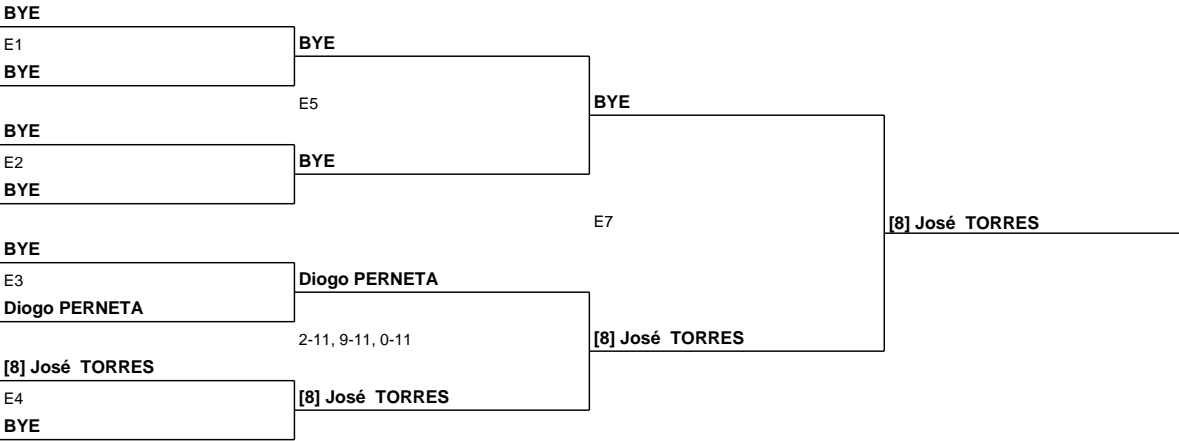 BYE
E1
BYE
BYE
E5
BYE
BYE
E2
BYE
BYE
E7
[8] José TORRES
BYE
E3
Diogo PERNETA
Diogo PERNETA
2-11, 9-11, 0-11
[8] José TORRES
[8] José TORRES
E4
[8] José TORRES
BYE